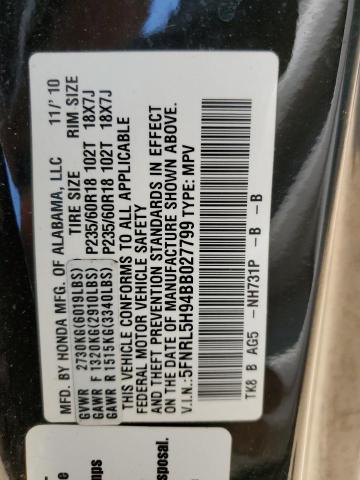 MFD. BY HONDA MFG. OF ALABAMA, LLC 11/' 10
TIRE SIZE RIM SIZE
GVWR 2730KG(6019LBS)
GAWR F 1320KG(2910LBS) P235/60R18 102T 18X7J
GAWR R 1515KG(3340LBS) P235/60R18 102T 18X7J
THIS VEHICLE CONFORMS TO ALL APPLICABLE
FEDERAL MOTOR VEHICLE SAFETY
AND THEFT PREVENTION STANDARDS IN EFFECT
ON THE DATE OF MANUFACTURE SHOWN ABOVE.
V.I.N.: 5FNRL5H94BB027799 TYPE: MPV
TK8 B AG5 -NH731P -B -B
mps
sposal.